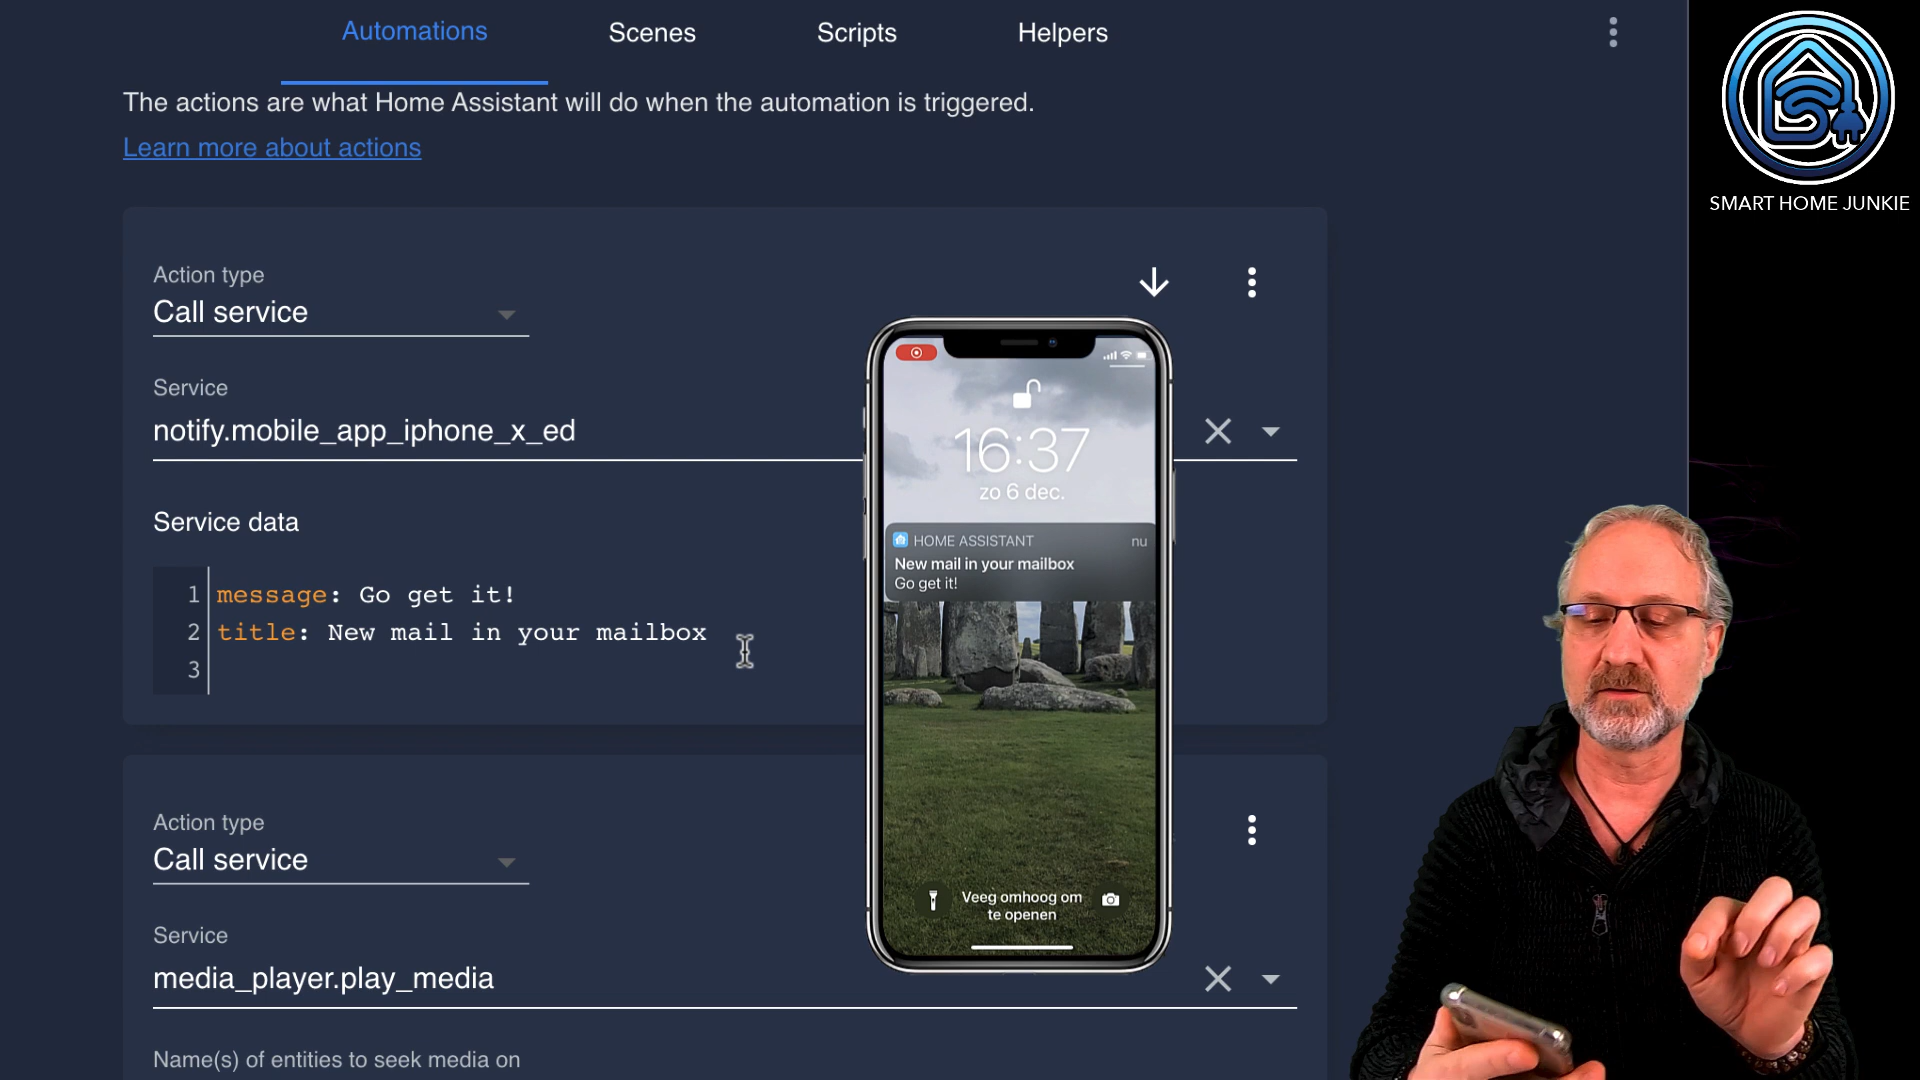 Automations
Scenes
Scripts
Helpers
The actions are what Home Assistant will do when the automation is triggered.
Learn more about actions
SMART HOME JUNKIE
Action type
Call service
Service
notify.mobile_app_iphone_x_ed
Service data
1 message: Go get it!
2 title: New mail in your mailbox
3
16:37
zo 6 dec.
HOME ASSISTANT
nu
New mail in your mailbox
Go get it!
Veeg omhoog om
te openen
Action type
Call service
Service
media_player.play_media
Name(s) of entities to seek media on